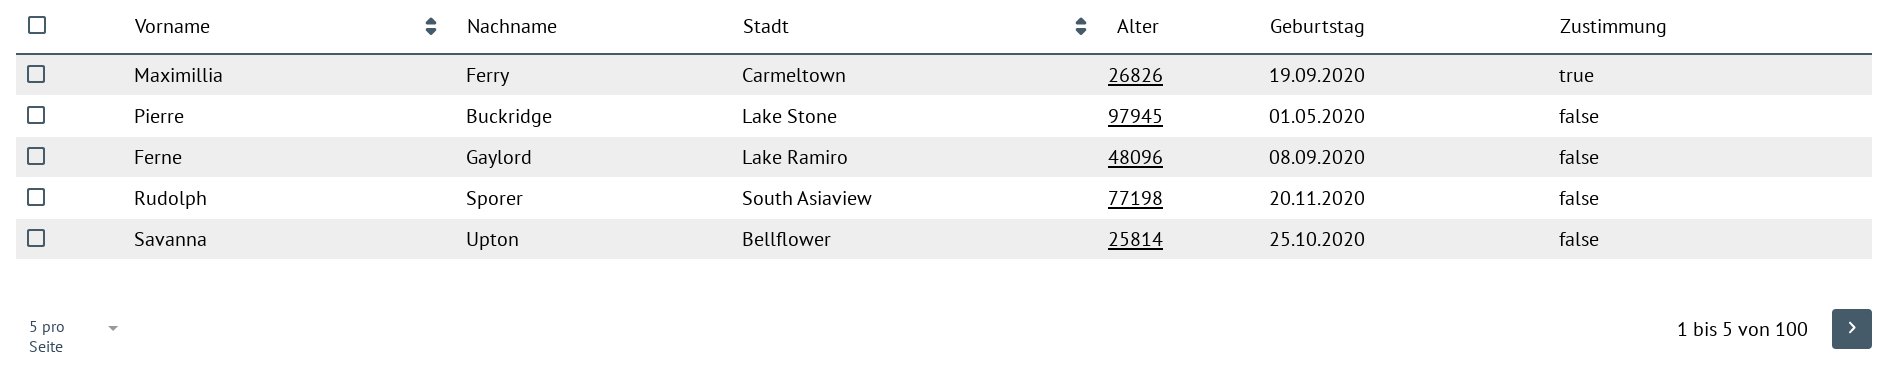 Vorname Nachname Stadt Alter Geburtstag Zustimmung
Maximillia Ferry Carmeltown 26826 19.09.2020 true
Pierre Buckridge Lake Stone 97945 01.05.2020 false
Ferne Gaylord Lake Ramiro 48096 08.09.2020 false
Rudolph Sporer South Asiaview 77198 20.11.2020 false
Savanna Upton Bellflower 25814 25.10.2020 false
5 pro
Seite
1 bis 5 von 100